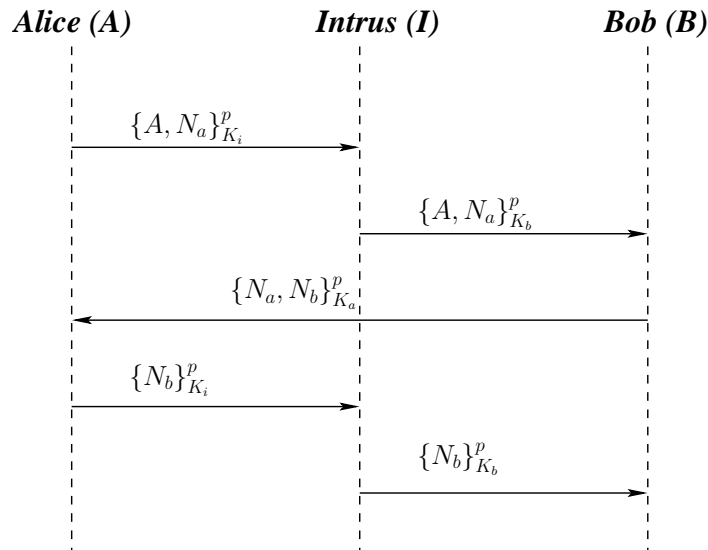 Alice (A) Intrus (I) Bob (B)
{A, N_a}^p_{K_i}
{A, N_a}^p_{K_b}
{N_a, N_b}^p_{K_a}
{N_b}^p_{K_i}
{N_b}^p_{K_b}